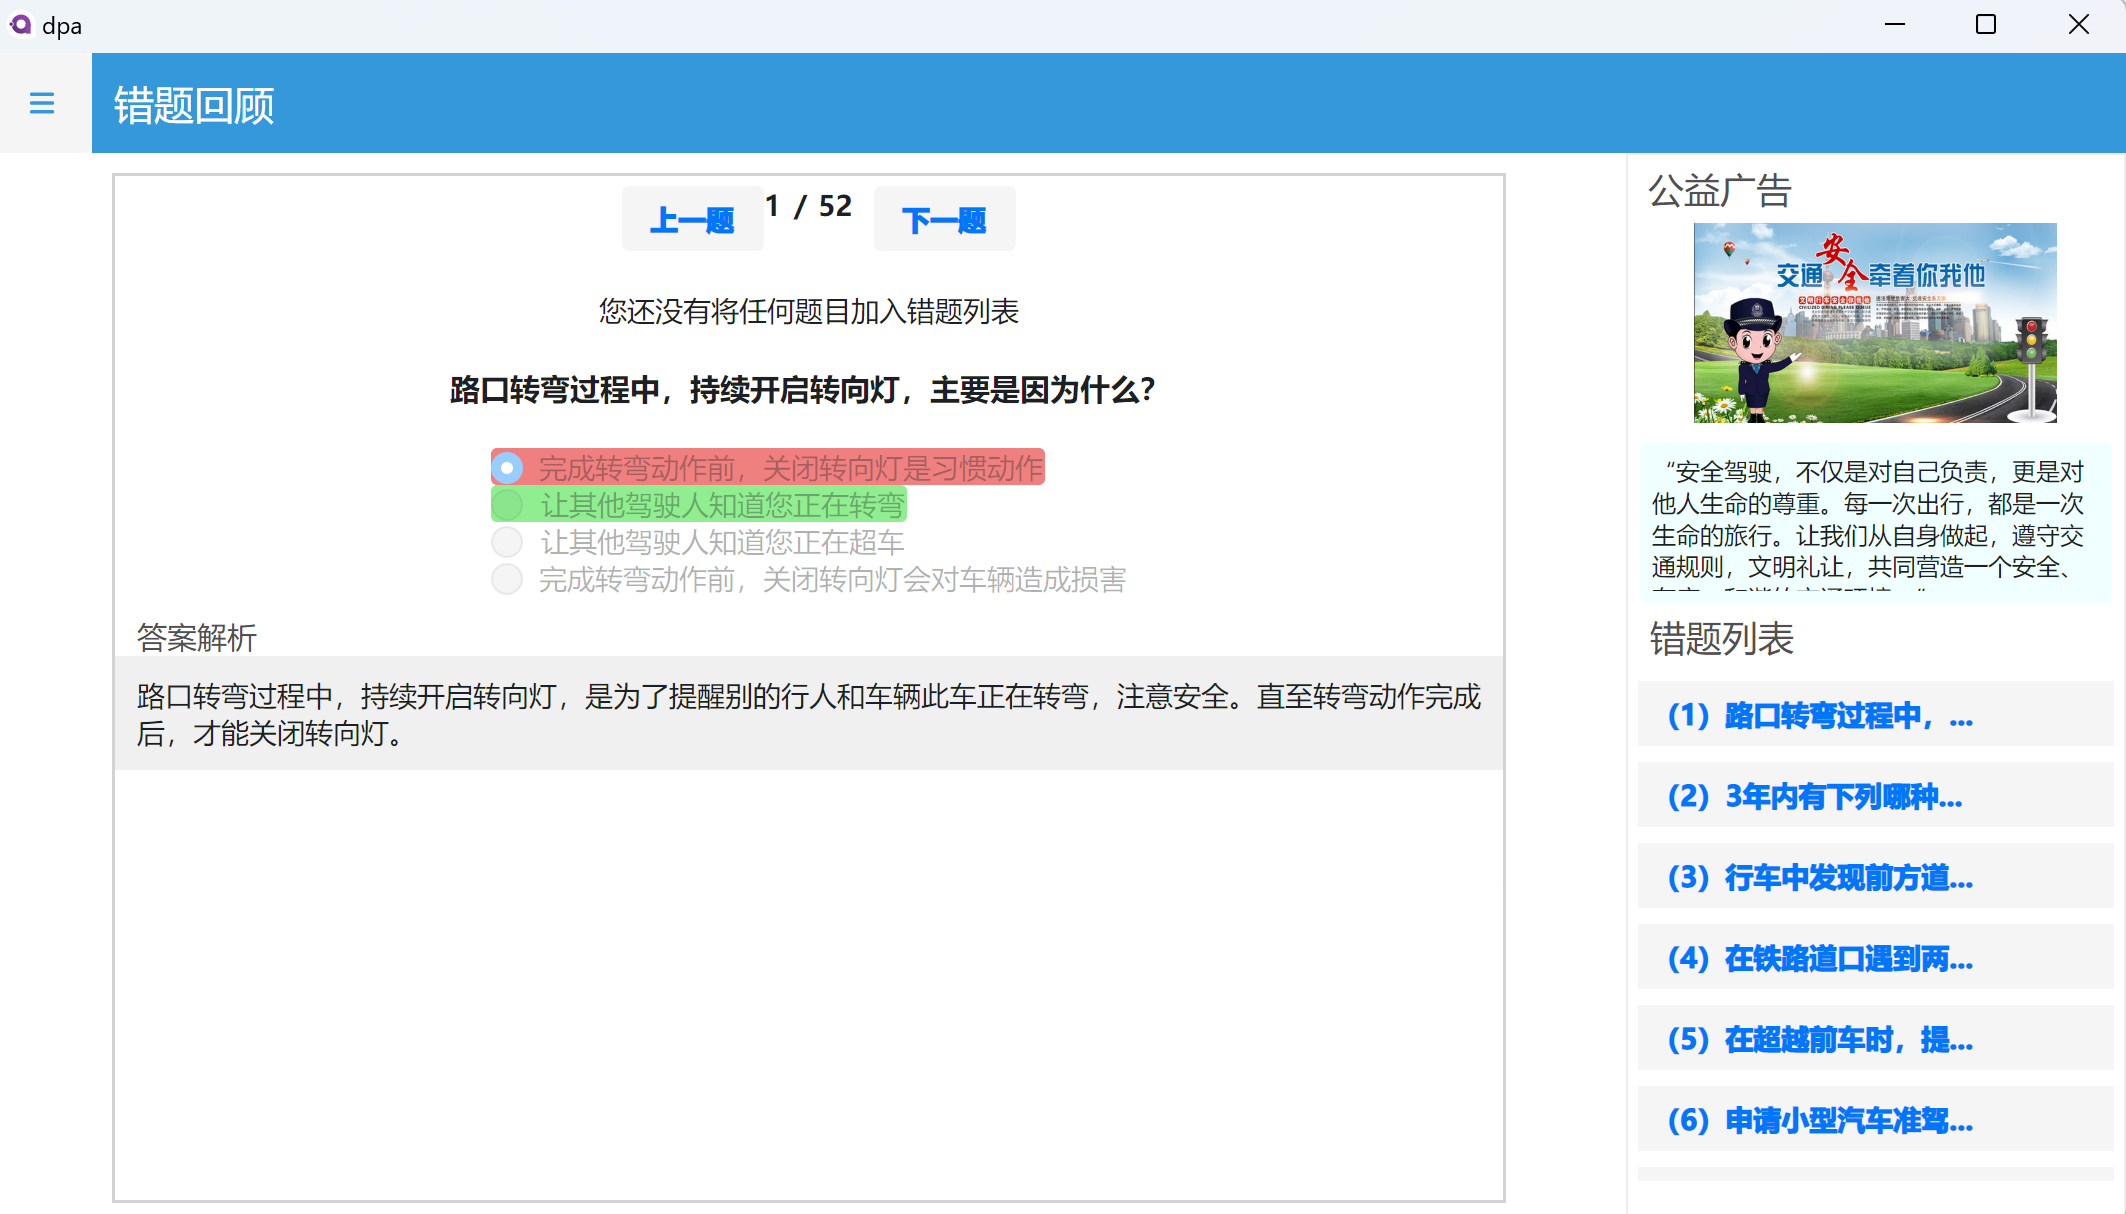 dpa
错题回顾
上一题
1 / 52
下一题
您还没有将任何题目加入错题列表
路口转弯过程中，持续开启转向灯，主要是因为什么？
完成转弯动作前，关闭转向灯是习惯动作
让其他驾驶人知道您正在转弯
让其他驾驶人知道您正在超车
完成转弯动作前，关闭转向灯会对车辆造成损害
答案解析
路口转弯过程中，持续开启转向灯，是为了提醒别的行人和车辆此车正在转弯，注意安全。直至转弯动作完成
后，才能关闭转向灯。
公益广告
交通安全牵着你我他
“安全驾驶，不仅是对自己负责，更是对
他人生命的尊重。每一次出行，都是一次
生命的旅行。让我们从自身做起，遵守交
通规则，文明礼让，共同营造一个安全、
错题列表
（1）路口转弯过程中，...
（2）3年内有下列哪种...
（3）行车中发现前方道...
（4）在铁路道口遇到两...
（5）在超越前车时，提...
（6）申请小型汽车准驾...